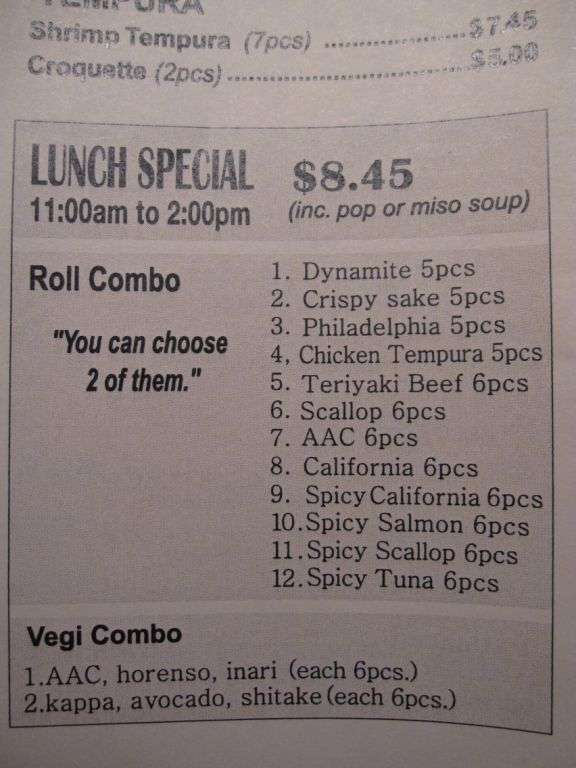 TEMPURA
Shrimp Tempura (7pcs) ........................ $7.45
Croquette (2pcs) ........................................ $5.00
LUNCH SPECIAL $8.45
11:00am to 2:00pm (inc. pop or miso soup)
Roll Combo
"You can choose
2 of them."
1. Dynamite 5pcs
2. Crispy sake 5pcs
3. Philadelphia 5pcs
4, Chicken Tempura 5pcs
5. Teriyaki Beef 6pcs
6. Scallop 6pcs
7. AAC 6pcs
8. California 6pcs
9. Spicy California 6pcs
10.Spicy Salmon 6pcs
11.Spicy Scallop 6pcs
12.Spicy Tuna 6pcs
Vegi Combo
1.AAC, horenso, inari (each 6pcs.)
2.kappa, avocado, shitake(each 6pcs.)